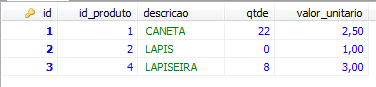 id id_produto descricao qtde valor_unitario
1 1 CANETA 22 2,50
2 2 LAPIS 0 1,00
3 4 LAPISEIRA 8 3,00